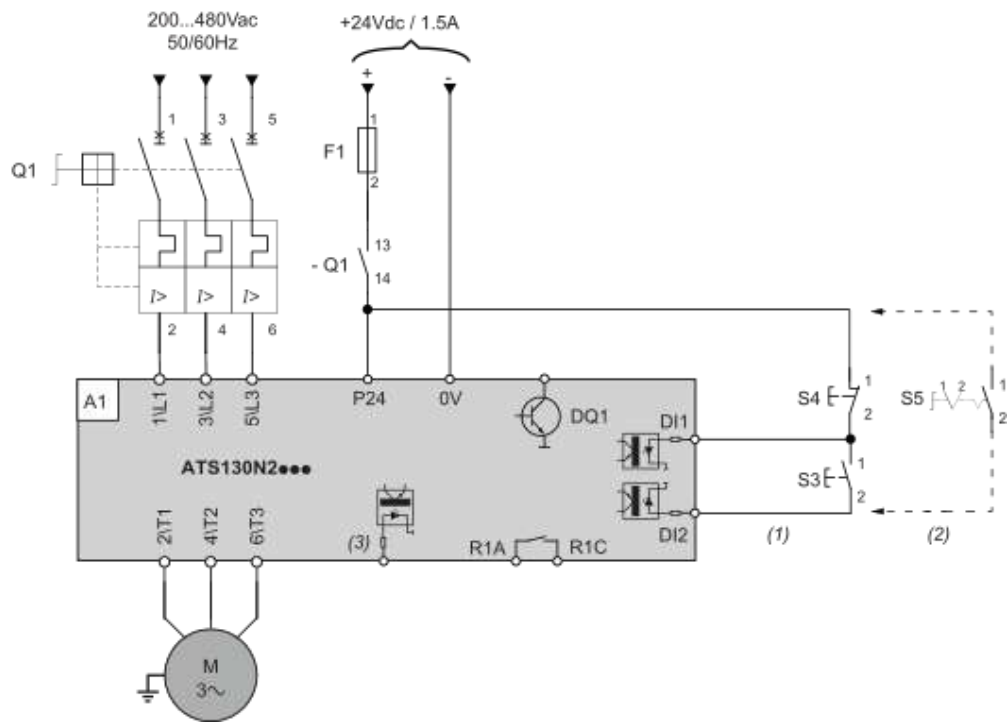 200...480Vac
50/60Hz
+24Vdc / 1.5A
+
-
1
3
5
1
Q1
F1
2
13
- Q1
14
I>
I>
I>
2
4
6
A1
1\L1
3\L2
5\L3
P24
0V
DQ1
DI1
S4
1
2
S5
1
2
1
2
ATS130N2●●●
S3
1
2
2\T1
4\T2
6\T3
(3)
R1A
R1C
DI2
(1)
(2)
M
3～